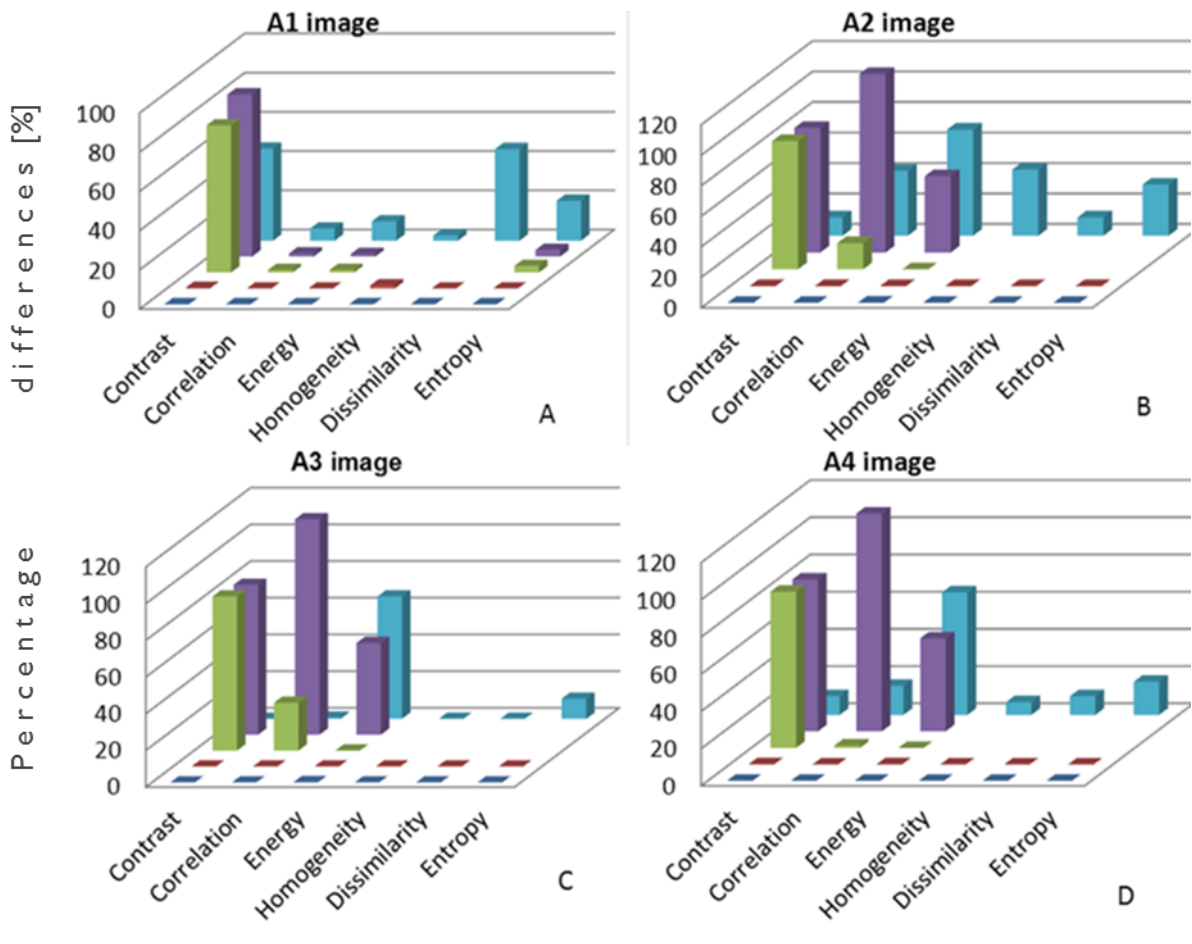 differences [%]
Percentage
A1 image
100
80
60
40
20
0
Contrast
Correlation
Energy
Homogeneity
Dissimilarity
Entropy
A
A2 image
120
100
80
60
40
20
0
Contrast
Correlation
Energy
Homogeneity
Dissimilarity
Entropy
B
A3 image
120
100
80
60
40
20
0
Contrast
Correlation
Energy
Homogeneity
Dissimilarity
Entropy
C
A4 image
120
100
80
60
40
20
0
Contrast
Correlation
Energy
Homogeneity
Dissimilarity
Entropy
D